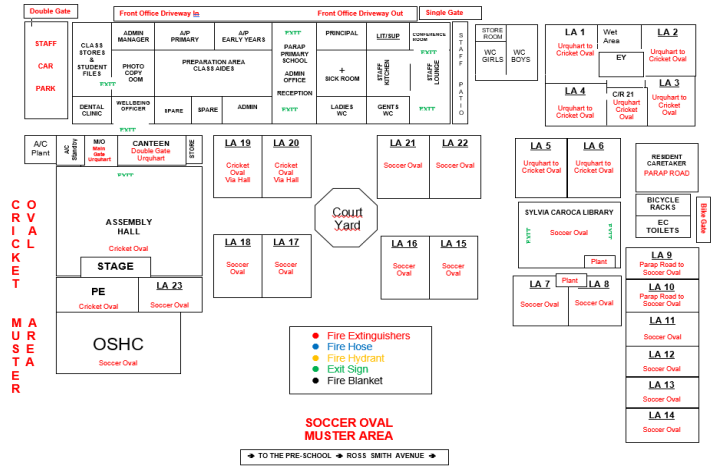 Double Gate
Front Office Driveway In
Front Office Driveway Out
Single Gate
STAFF
CAR
PARK
CLASS
STORES
&
STUDENT
FILES
EXIT
ADMIN
MANAGER
A/P
PRIMARY
A/P
EARLY YEARS
EXIT
PRINCIPAL
LIT/SUP
CONFERENCE
ROOM
EXIT
PHOTO
COPY
OOM
PREPARATION AREA
CLASS AIDES
PARAP
PRIMARY
SCHOOL
ADMIN
OFFICE
RECEPTION
+
SICK ROOM
STAFF
KITCHEN
STAFF
LOUNGE
STAFF PATIO
DENTAL
CLINIC
WELLBEING
OFFICER
SPARE
SPARE
ADMIN
EXIT
LADIES
WC
GENTS
WC
EXIT
EXIT
STORE
ROOM
WC
GIRLS
WC
BOYS
LA 1
Urquhart to
Cricket Oval
Wet
Area
EY
LA 2
Urquhart to
Cricket Oval
LA 4
Urquhart to
Cricket Oval
C/R 21
Urquhart to
Cricket
Oval
LA 3
Urquhart to
Cricket Oval
A/C
Plant
A/C
Standby
M/O
Main
Gate
Urquhart
CANTEEN
Double Gate
Urquhart
STORE
EXIT
LA 19
Cricket
Oval
Via Hall
LA 20
Cricket
Oval
Via Hall
LA 21
Soccer Oval
LA 22
Soccer Oval
LA 5
Urquhart to
Cricket Oval
LA 6
Urquhart to
Cricket Oval
RESIDENT
CARETAKER
PARAP ROAD
BICYCLE
RACKS
EC
TOILETS
Bike Gate
CRICKET OVAL
MUSTER AREA
ASSEMBLY
HALL
Cricket Oval
STAGE
Court
Yard
SYLVIA CAROCA LIBRARY
EXIT
Soccer Oval
EXIT
Plant
LA 18
Soccer
Oval
LA 17
Soccer
Oval
LA 16
Soccer
Oval
LA 15
Soccer
Oval
PE
Cricket Oval
LA 23
Soccer Oval
LA 7
Soccer Oval
Plant
LA 8
Soccer Oval
LA 9
Parap Road to
Soccer Oval
LA 10
Parap Road to
Soccer Oval
LA 11
Soccer Oval
LA 12
Soccer Oval
LA 13
Soccer Oval
LA 14
Soccer Oval
OSHC
Soccer Oval
Fire Extinguishers
Fire Hose
Fire Hydrant
Exit Sign
Fire Blanket
SOCCER OVAL
MUSTER AREA
→ TO THE PRE-SCHOOL → ROSS SMITH AVENUE →